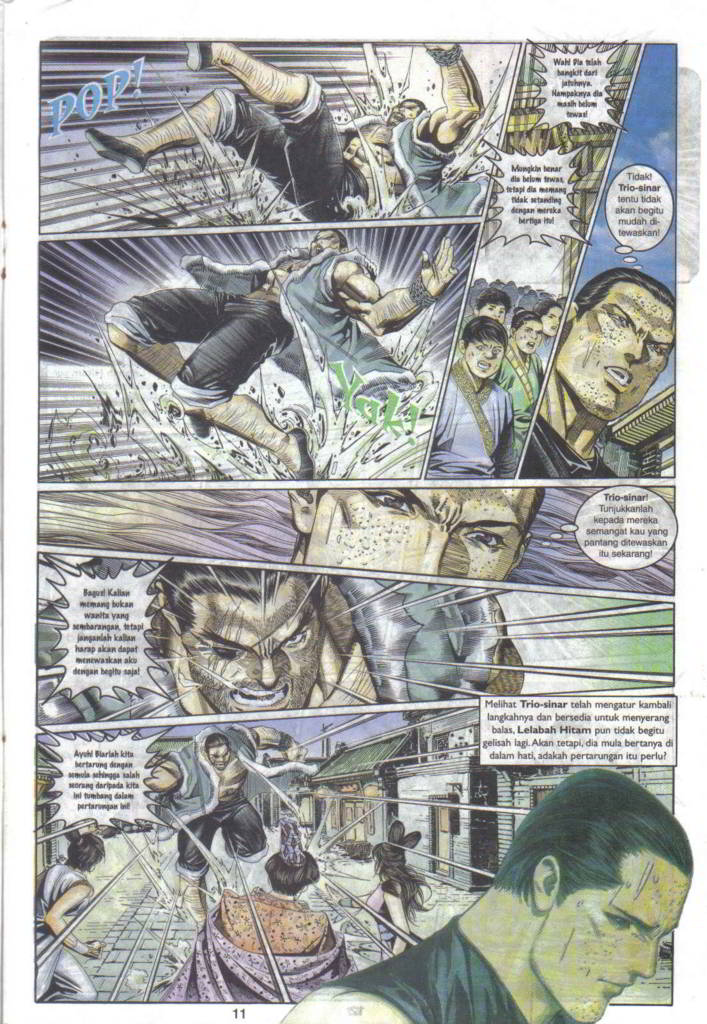 POP!
Wah! Dia telah
bangkit dari
jatuhnya.
Nampaknya dia
masih belum
tewas!
Mungkin benar
dia belum tewas,
tetapi dia memang
tidak setanding
dengan mereka
bertiga itu!
Tidak!
Trio-sinar
tentu tidak
akan begitu
mudah di-
tewaskan!
Yak!
Trio-sinar!
Tunjukkanlah
kepada mereka
semangat kau yang
pantang ditewaskan
itu sekarang!
Bagus! Kalian
memang bukan
wanita yang
sembarangan, tetapi
janganlah kalian
harap akan dapat
menewaskan aku
dengan begitu saja!
Melihat Trio-sinar telah mengatur kambali
langkahnya dan bersedia untuk menyerang
balas, Lelabah Hitam pun tidak begitu
gelisah lagi. Akan tetapi, dia mula bertanya di
dalam hati, adakah pertarungan itu perlu?
Ayuh! Biarlah kita
bertarung dengan
semula sehingga salah
seorang daripada kita
ini tumbang dalam
pertarungan ini!
11